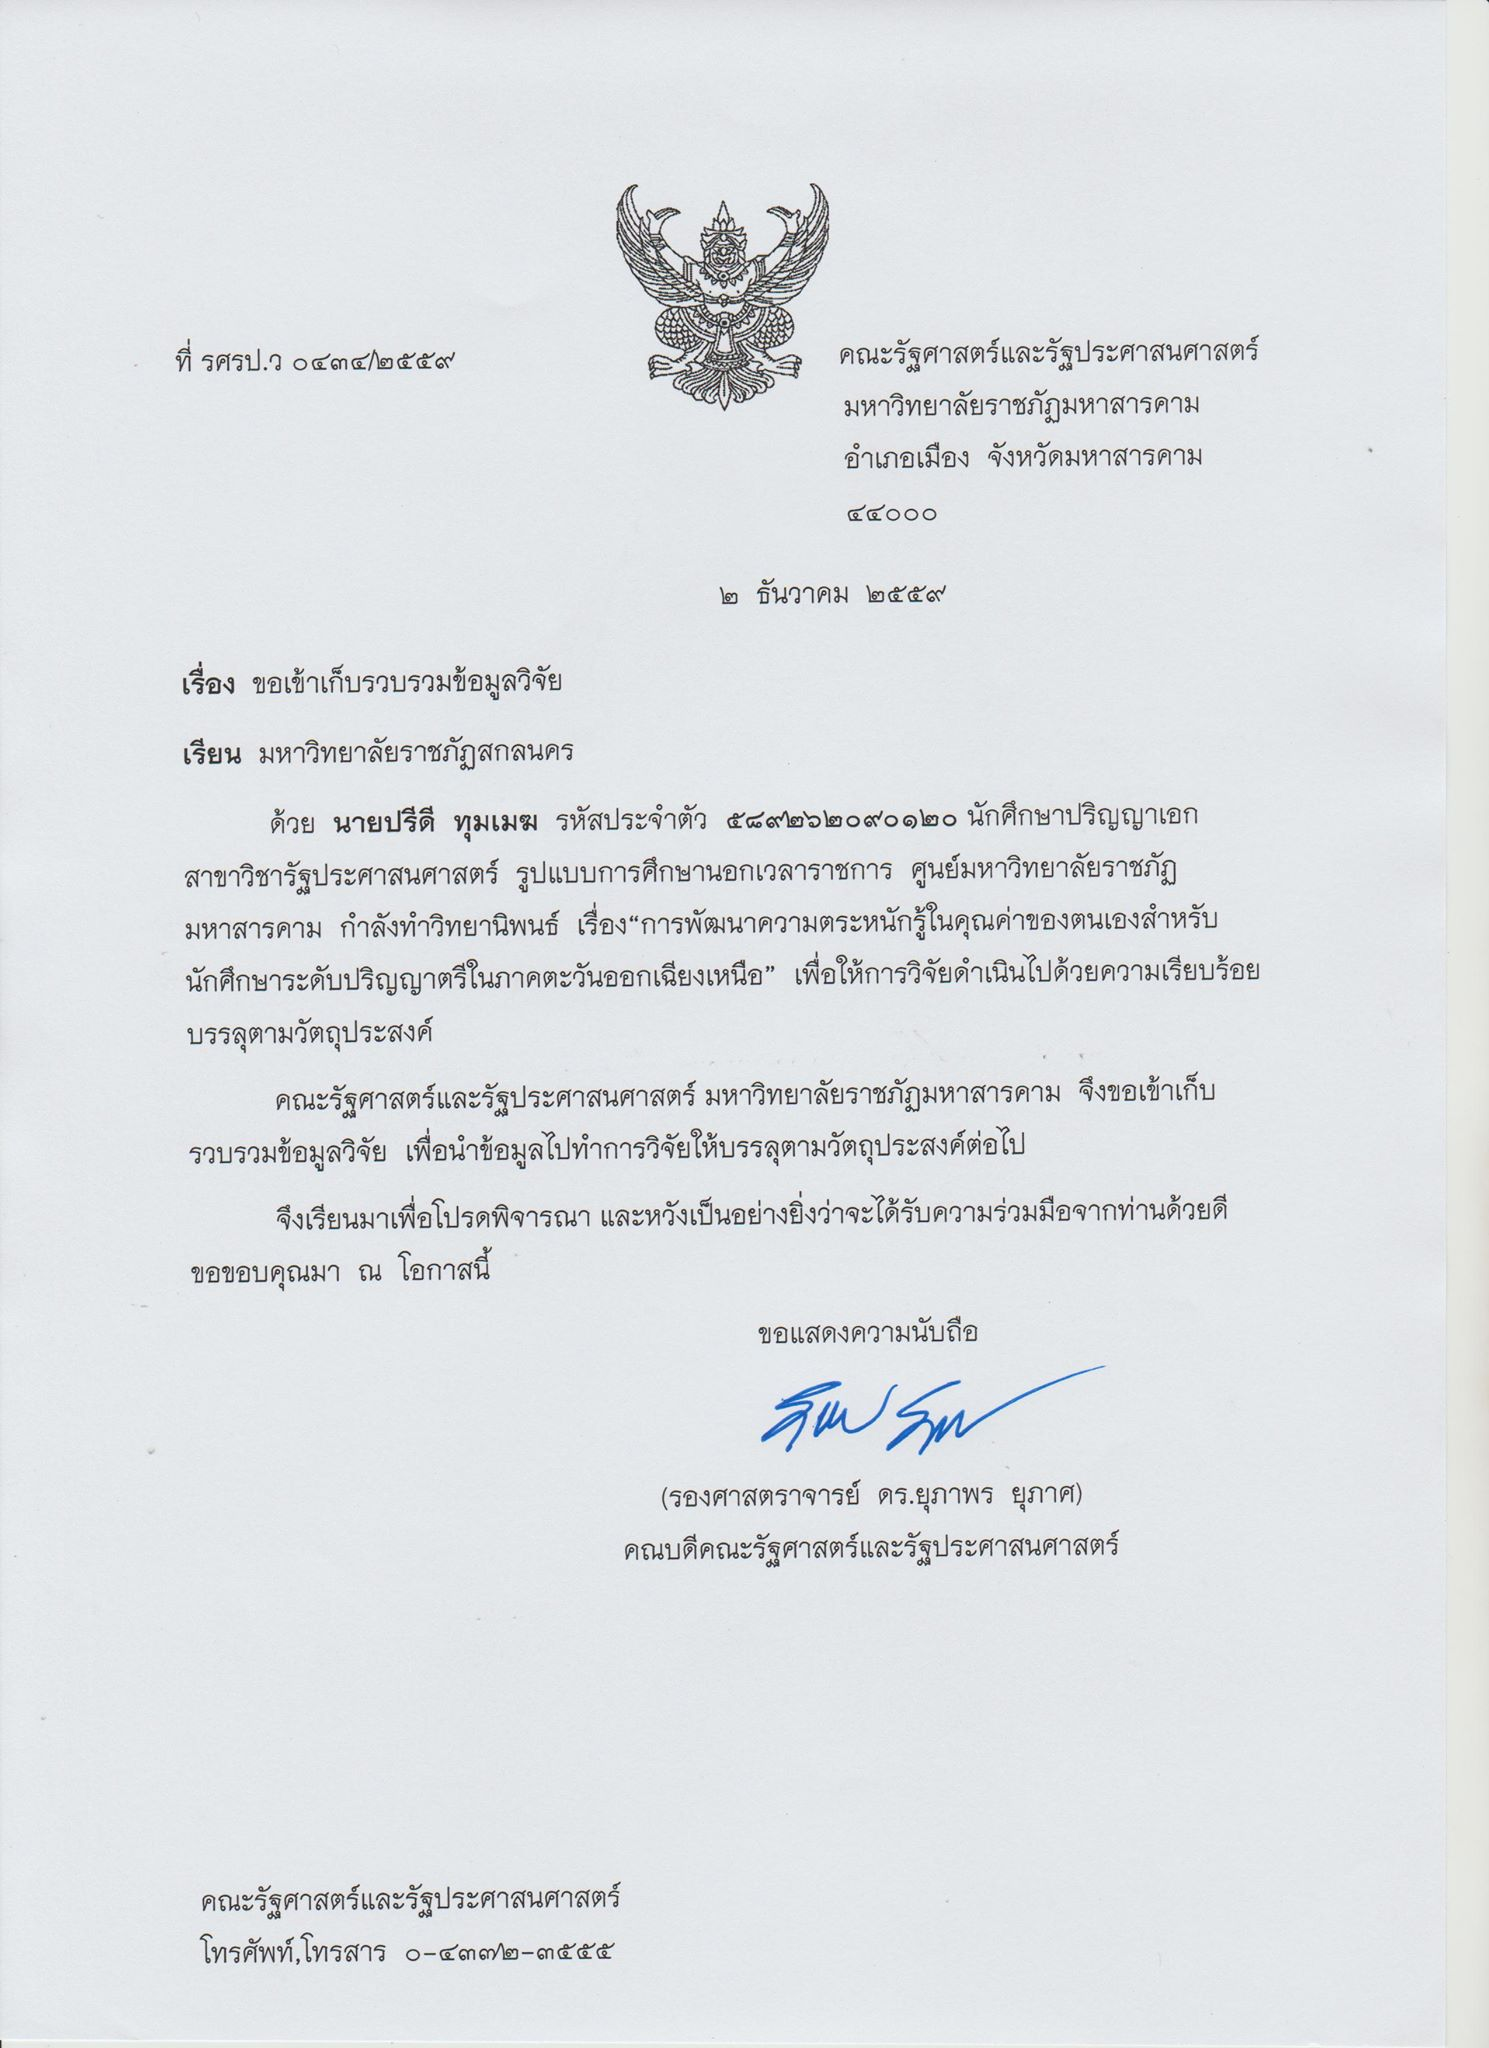 ที่ รศรป.ว ๐๔๓๔/๒๕๕๙
คณะรัฐศาสตร์และรัฐประศาสนศาสตร์
มหาวิทยาลัยราชภัฏมหาสารคาม
อำเภอเมือง จังหวัดมหาสารคาม
๔๔๐๐๐
๒ ธันวาคม ๒๕๕๙
เรื่อง ขอเข้าเก็บรวบรวมข้อมูลวิจัย
เรียน มหาวิทยาลัยราชภัฏสกลนคร
ด้วย นายปรีดี ทุมเมฆ รหัสประจำตัว ๕๘๙๒๖๒๐๙๐๑๒๐ นักศึกษาปริญญาเอก
สาขาวิชารัฐประศาสนศาสตร์ รูปแบบการศึกษานอกเวลาราชการ ศูนย์มหาวิทยาลัยราชภัฏ
มหาสารคาม กำลังทำวิทยานิพนธ์ เรื่อง“การพัฒนาความตระหนักรู้ในคุณค่าของตนเองสำหรับ
นักศึกษาระดับปริญญาตรีในภาคตะวันออกเฉียงเหนือ” เพื่อให้การวิจัยดำเนินไปด้วยความเรียบร้อย
บรรลุตามวัตถุประสงค์
คณะรัฐศาสตร์และรัฐประศาสนศาสตร์ มหาวิทยาลัยราชภัฏมหาสารคาม จึงขอเข้าเก็บ
รวบรวมข้อมูลวิจัย เพื่อนำข้อมูลไปทำการวิจัยให้บรรลุตามวัตถุประสงค์ต่อไป
จึงเรียนมาเพื่อโปรดพิจารณา และหวังเป็นอย่างยิ่งว่าจะได้รับความร่วมมือจากท่านด้วยดี
ขอขอบคุณมา ณ โอกาสนี้
ขอแสดงความนับถือ
(รองศาสตราจารย์ ดร.ยุภาพร ยุภาศ)
คณบดีคณะรัฐศาสตร์และรัฐประศาสนศาสตร์
คณะรัฐศาสตร์และรัฐประศาสนศาสตร์
โทรศัพท์,โทรสาร ๐-๔๓๗๒-๓๕๕๕